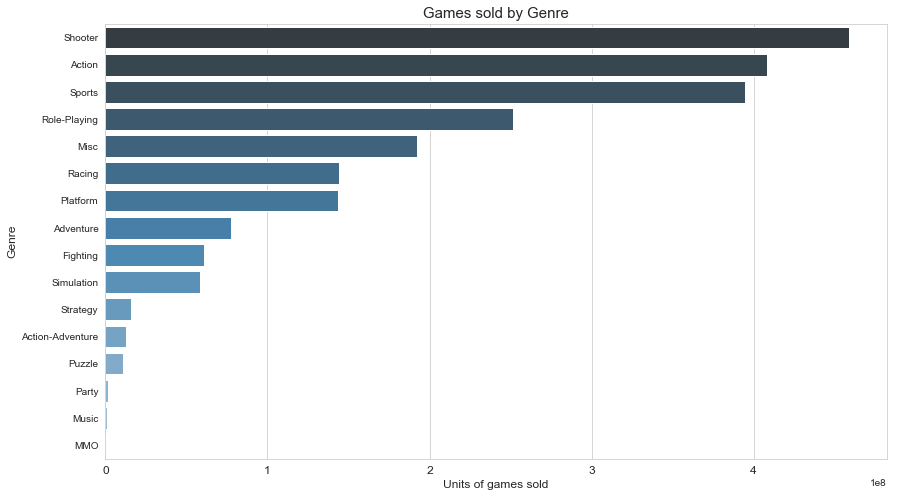 Games sold by Genre
Genre
Shooter
Action
Sports
Role-Playing
Misc
Racing
Platform
Adventure
Fighting
Simulation
Strategy
Action-Adventure
Puzzle
Party
Music
MMO
0 1 2 3 4
Units of games sold
1e8